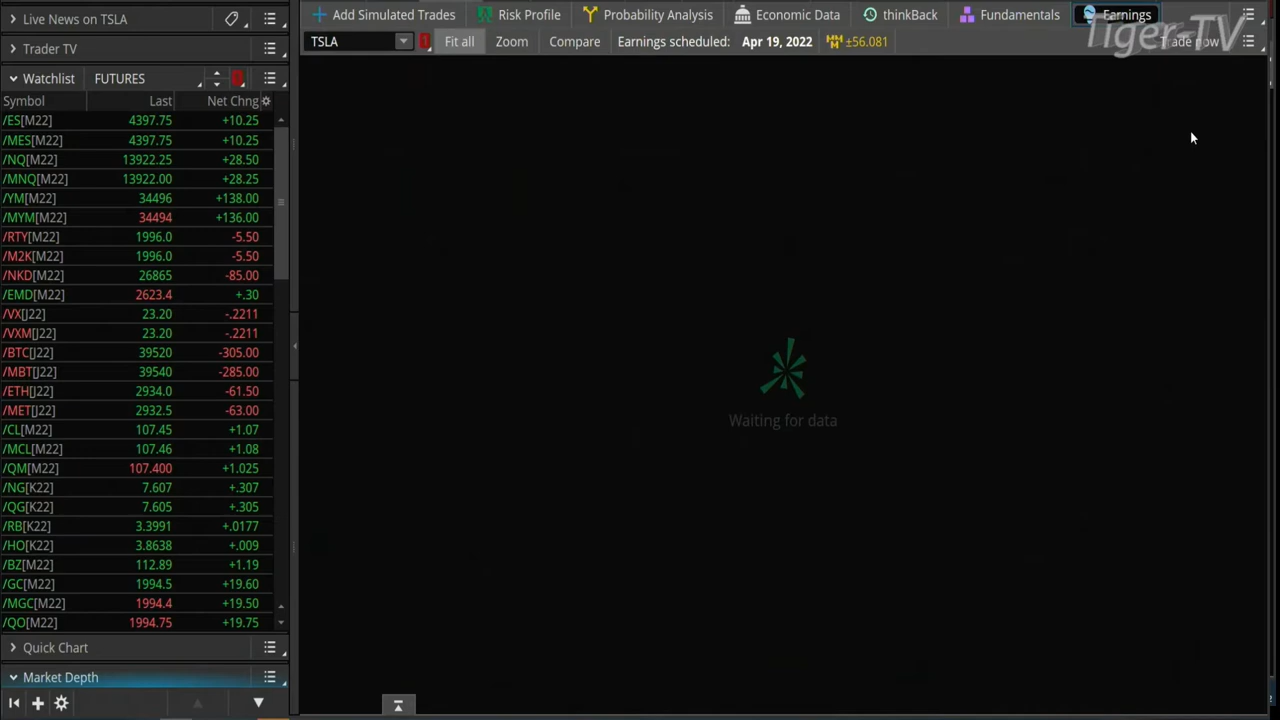 Live News on TSLA
Add Simulated Trades Risk Profile Probability Analysis Economic Data thinkBack Fundamentals Earnings
Tiger-TV
Trader TV
TSLA 1 Fit all Zoom Compare Earnings scheduled: Apr 19, 2022 ±56.081 Trade now
Watchlist FUTURES
Symbol Last Net Chng
/ES[M22] 4397.75 +10.25
/MES[M22] 4397.75 +10.25
/NQ[M22] 13922.25 +28.50
/MNQ[M22] 13922.00 +28.25
/YM[M22] 34496 +138.00
/MYM[M22] 34494 +136.00
/RTY[M22] 1996.0 -5.50
/M2K[M22] 1996.0 -5.50
/NKD[M22] 26865 -85.00
/EMD[M22] 2623.4 +.30
/VX[J22] 23.20 -.2211
/VXM[J22] 23.20 -.2211
/BTC[J22] 39520 -305.00
/MBT[J22] 39540 -285.00
/ETH[J22] 2934.0 -61.50
/MET[J22] 2932.5 -63.00
/CL[M22] 107.45 +1.07
/MCL[M22] 107.46 +1.08
/QM[M22] 107.400 +1.025
/NG[K22] 7.607 +.307
/QG[K22] 7.605 +.305
/RB[K22] 3.3991 +.0177
/HO[K22] 3.8638 +.009
/BZ[M22] 112.89 +1.19
/GC[M22] 1994.5 +19.60
/MGC[M22] 1994.4 +19.50
/QO[M22] 1994.75 +19.75
Waiting for data
Quick Chart
Market Depth